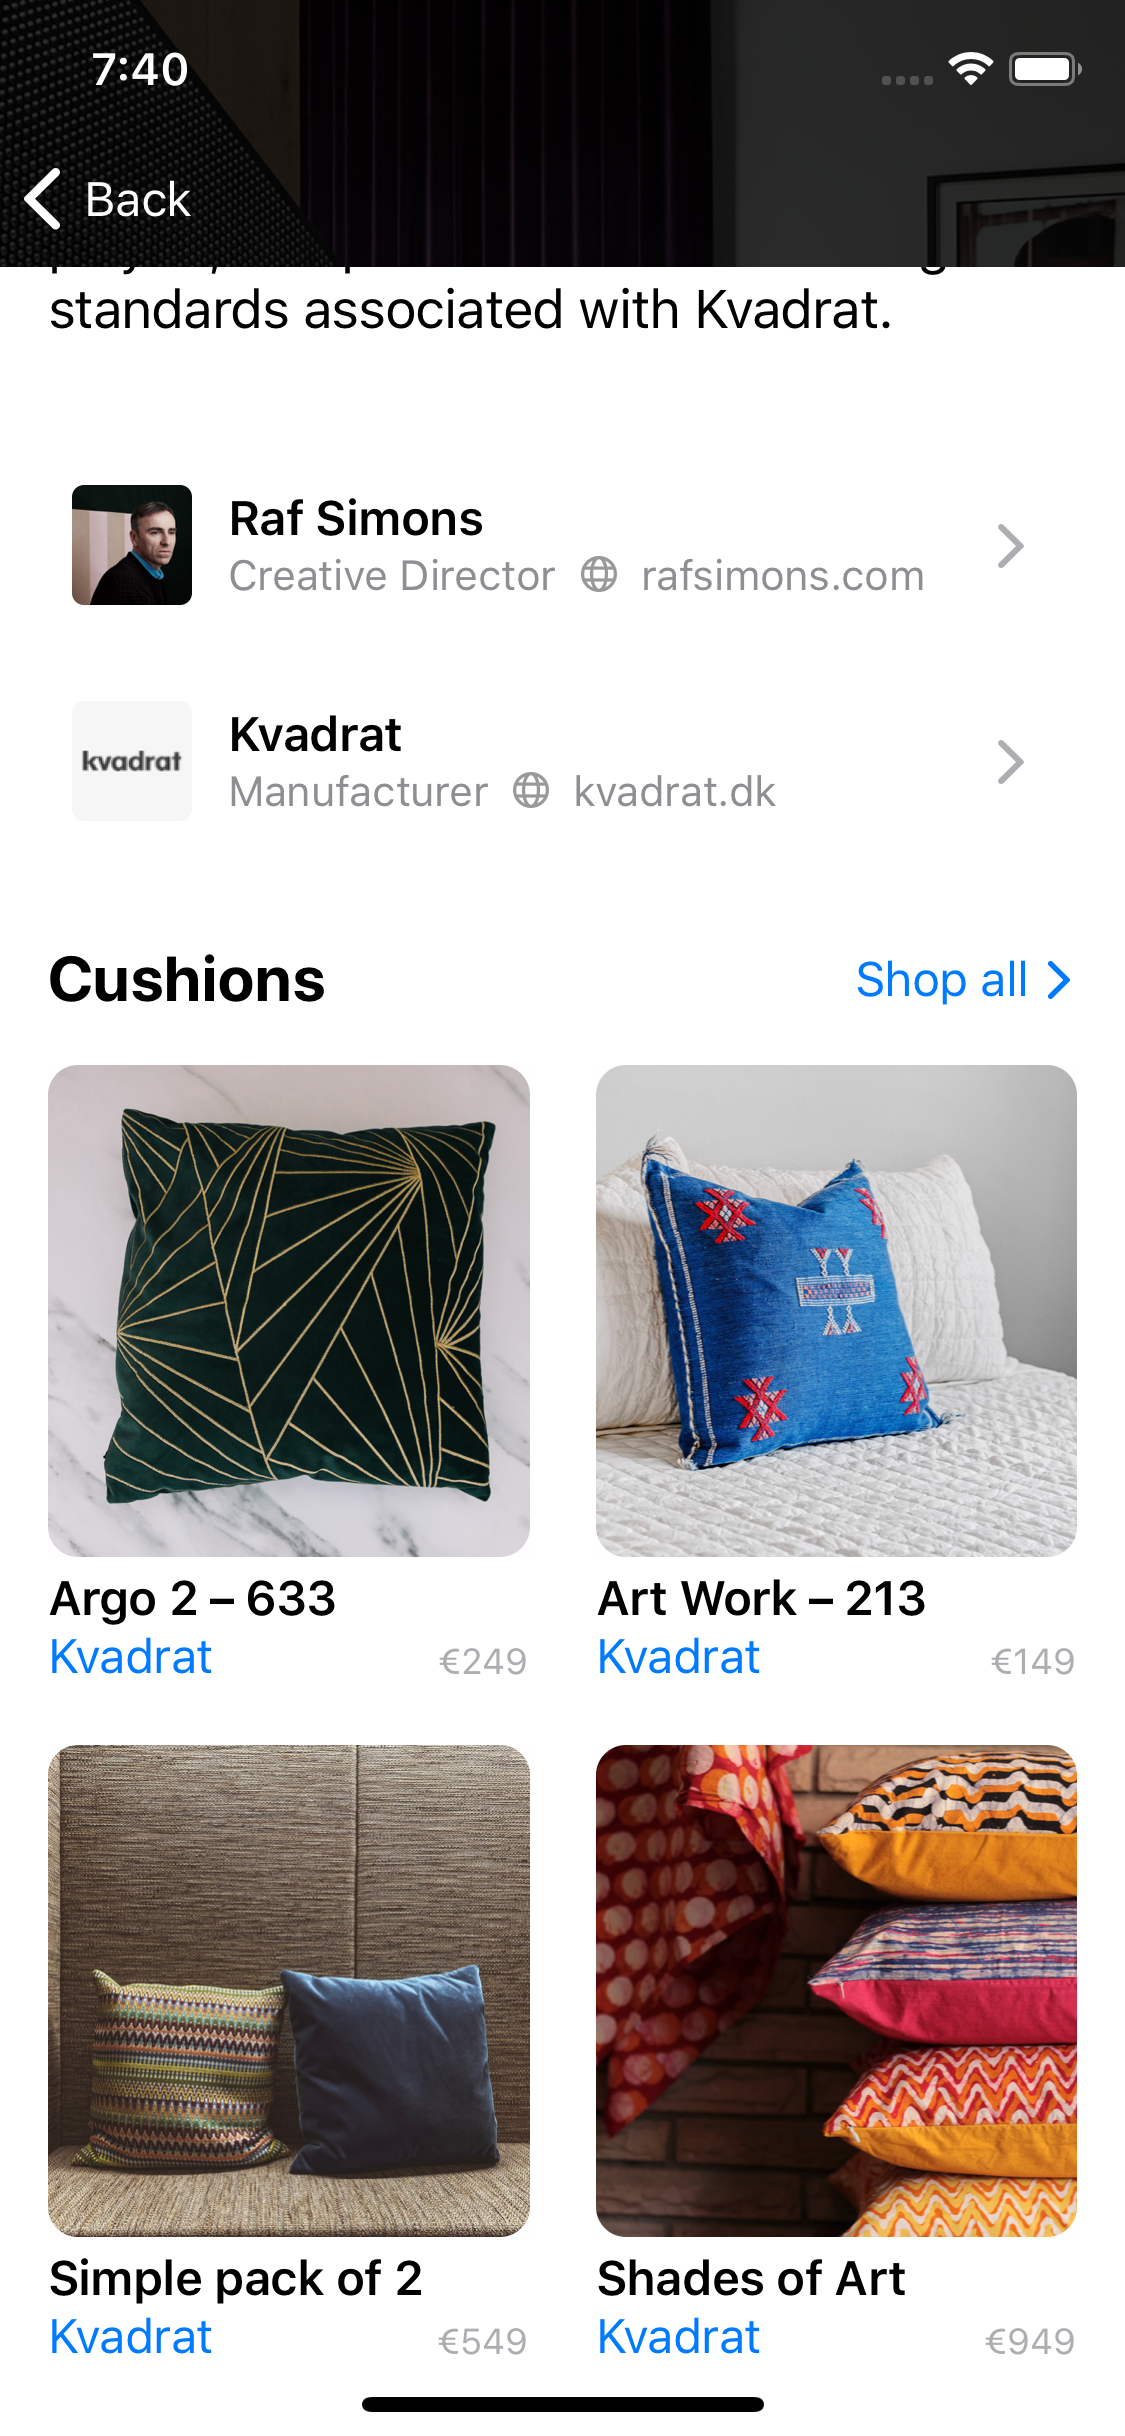 7:40
Back
standards associated with Kvadrat.
Raf Simons
Creative Director rafsimons.com
kvadrat
Kvadrat
Manufacturer kvadrat.dk
Cushions Shop all
Argo 2 – 633
Kvadrat €249
Art Work – 213
Kvadrat €149
Simple pack of 2
Kvadrat €549
Shades of Art
Kvadrat €949